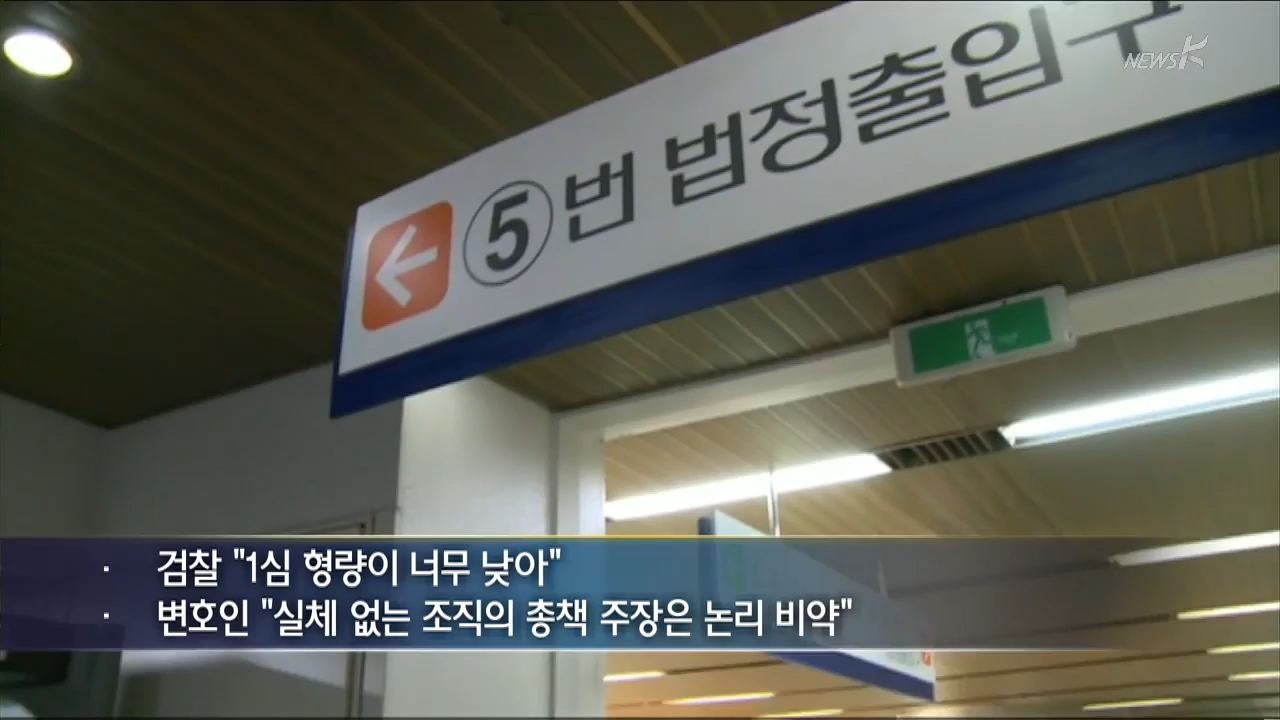 NEWS K
⑤번 법정출입구
· 검찰 "1심 형량이 너무 낮아"
· 변호인 "실체 없는 조직의 총책 주장은 논리 비약"